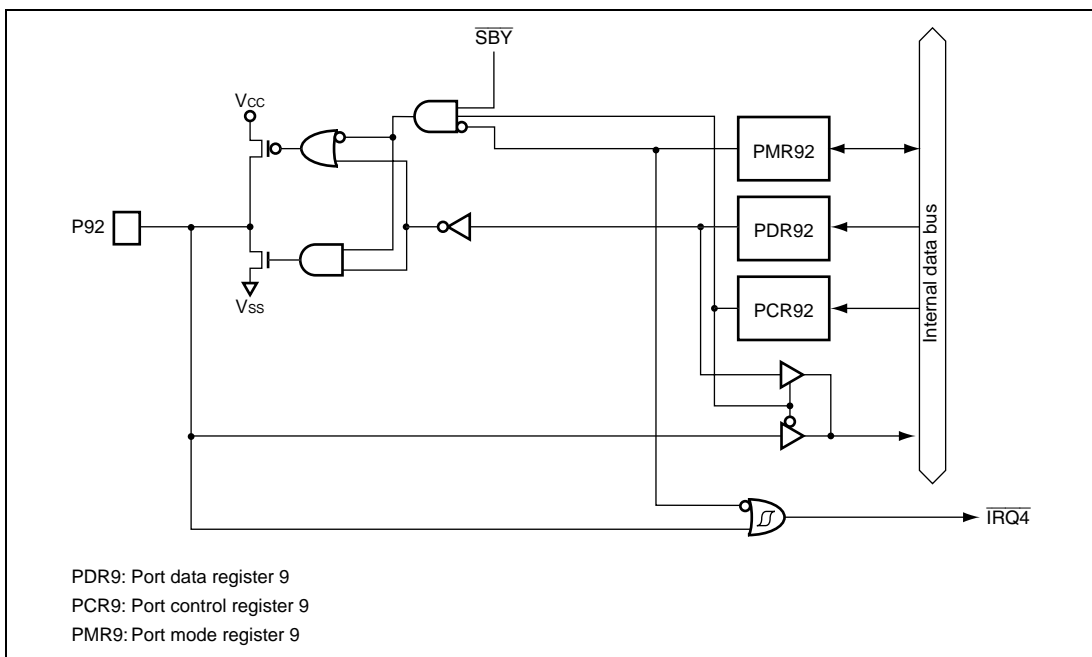 SBY
VCC
PMR92
P92
PDR92
Internal data bus
VSS
PCR92
IRQ4
PDR9: Port data register 9
PCR9: Port control register 9
PMR9: Port mode register 9